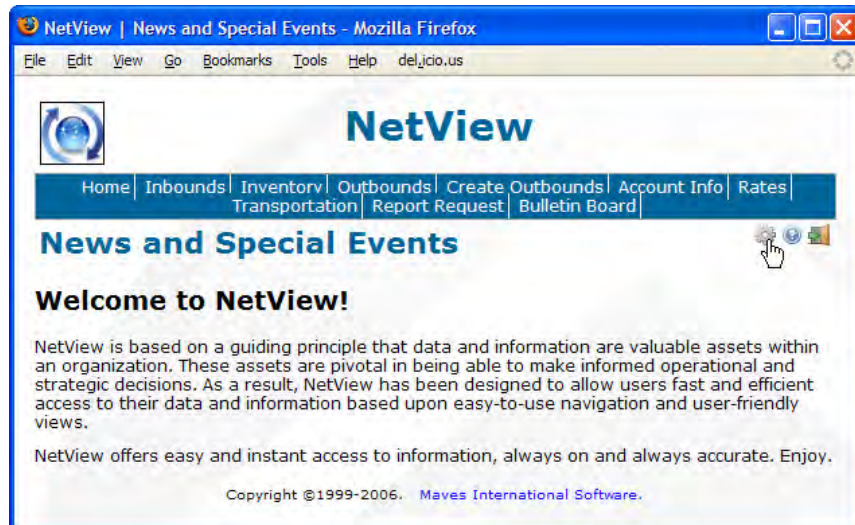 NetView | News and Special Events - Mozilla Firefox
File Edit View Go Bookmarks Tools Help del.icio.us
NetView
Home| Inbounds| Inventory| Outbounds| Create Outbounds| Account Info| Rates|
Transportation| Report Request| Bulletin Board|
News and Special Events
Welcome to NetView!
NetView is based on a guiding principle that data and information are valuable assets within
an organization. These assets are pivotal in being able to make informed operational and
strategic decisions. As a result, NetView has been designed to allow users fast and efficient
access to their data and information based upon easy-to-use navigation and user-friendly
views.
NetView offers easy and instant access to information, always on and always accurate. Enjoy.
Copyright ©1999-2006. Maves International Software.